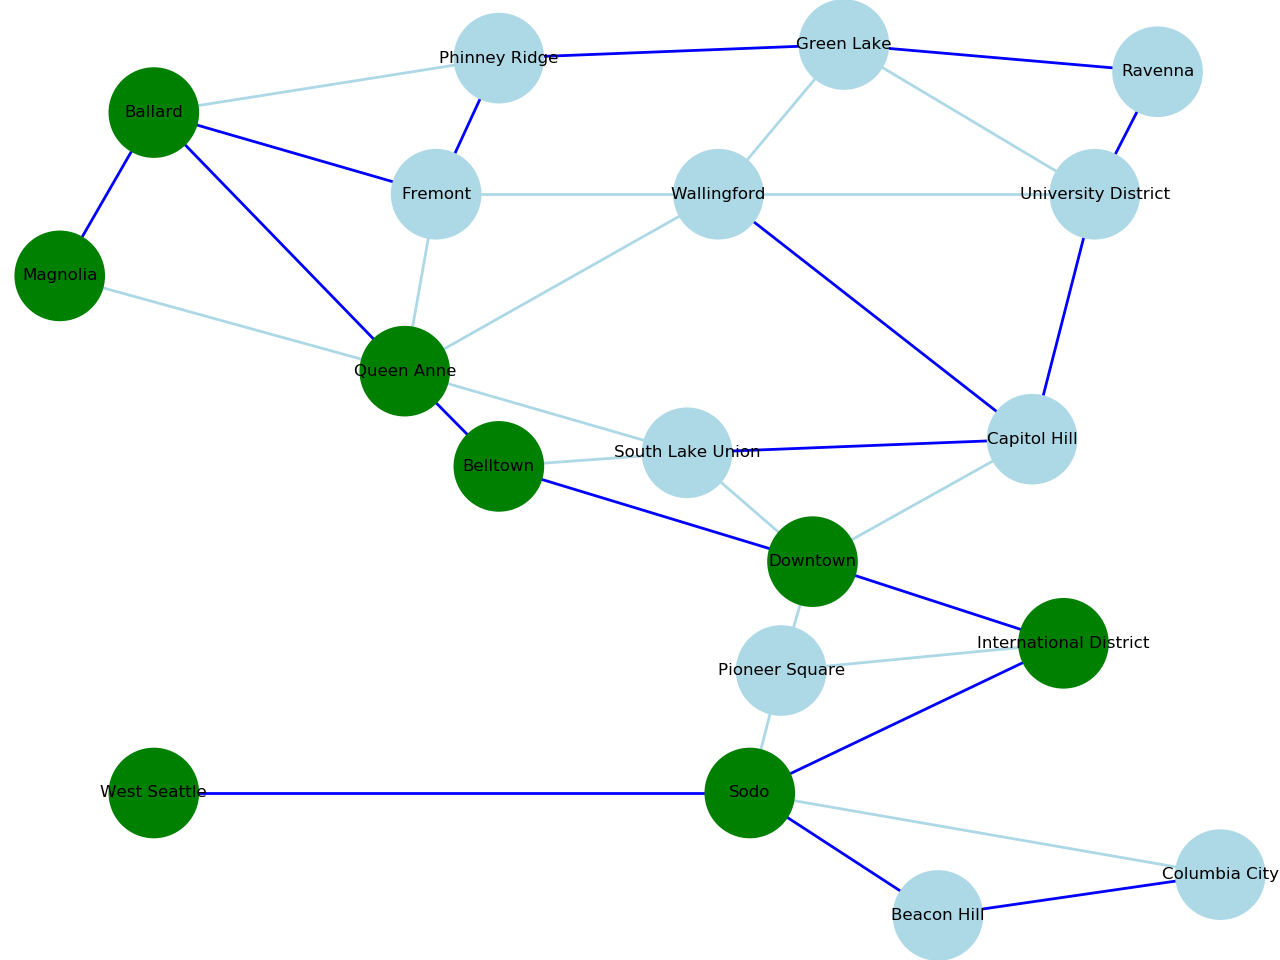 Green Lake
Phinney Ridge
Ravenna
Ballard
Fremont
Wallingford
University District
Magnolia
Queen Anne
Capitol Hill
South Lake Union
Belltown
Downtown
International District
Pioneer Square
West Seattle
Sodo
Columbia City
Beacon Hill